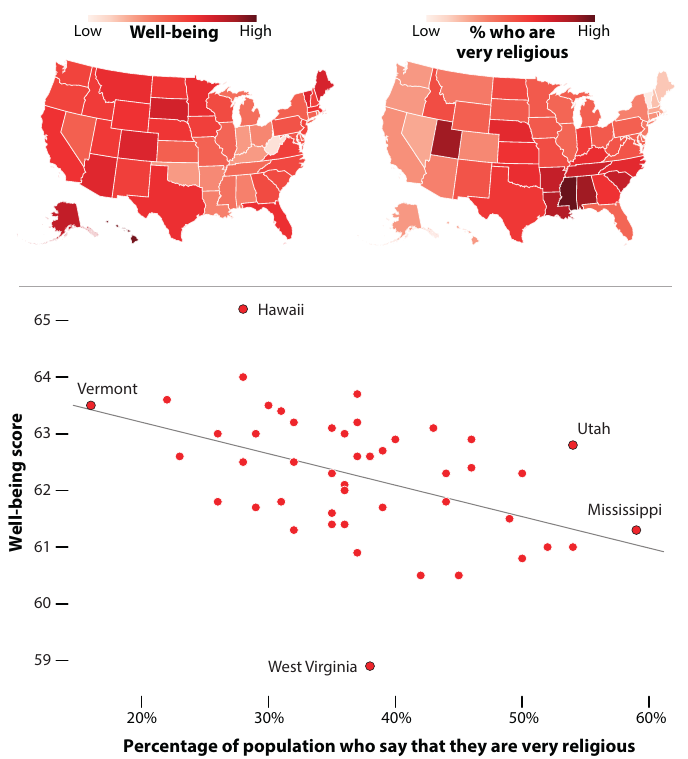 Low
Well-being
High
Low
% who are
very religious
High
65
Hawaii
64
Vermont
63
Utah
62
Mississippi
61
60
59
West Virginia
Well-being score
20%
30%
40%
50%
60%
Percentage of population who say that they are very religious